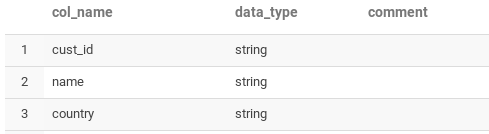 col_name data_type comment
1 cust_id string
2 name string
3 country string